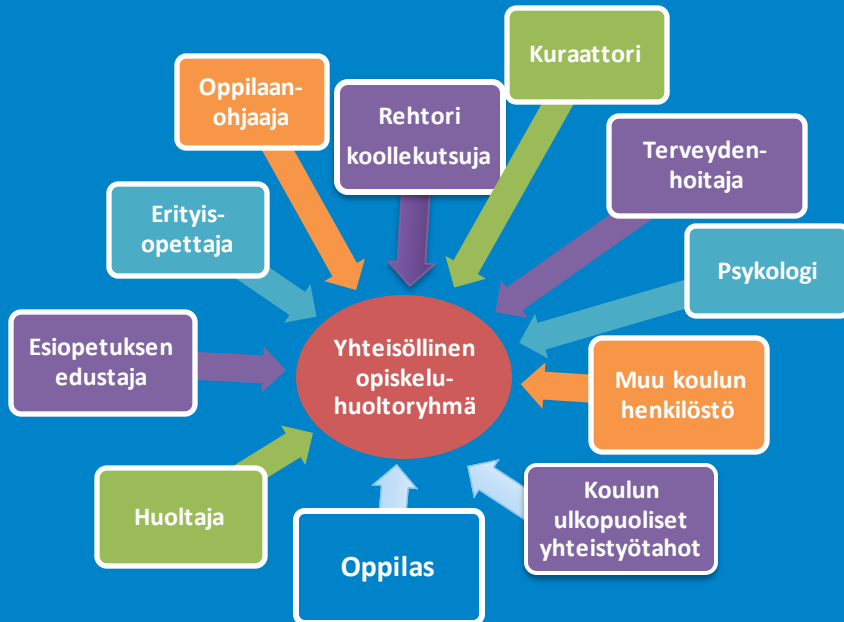 Kuraattori
Oppilaan-
ohjaaja
Rehtori
koollekutsuja
Terveyden-
hoitaja
Erityis-
opettaja
Psykologi
Esiopetuksen
edustaja
Yhteisöllinen
opiskelu-
huoltoryhmä
Muu koulun
henkilöstö
Huoltaja
Oppilas
Koulun
ulkopuoliset
yhteistyötahot